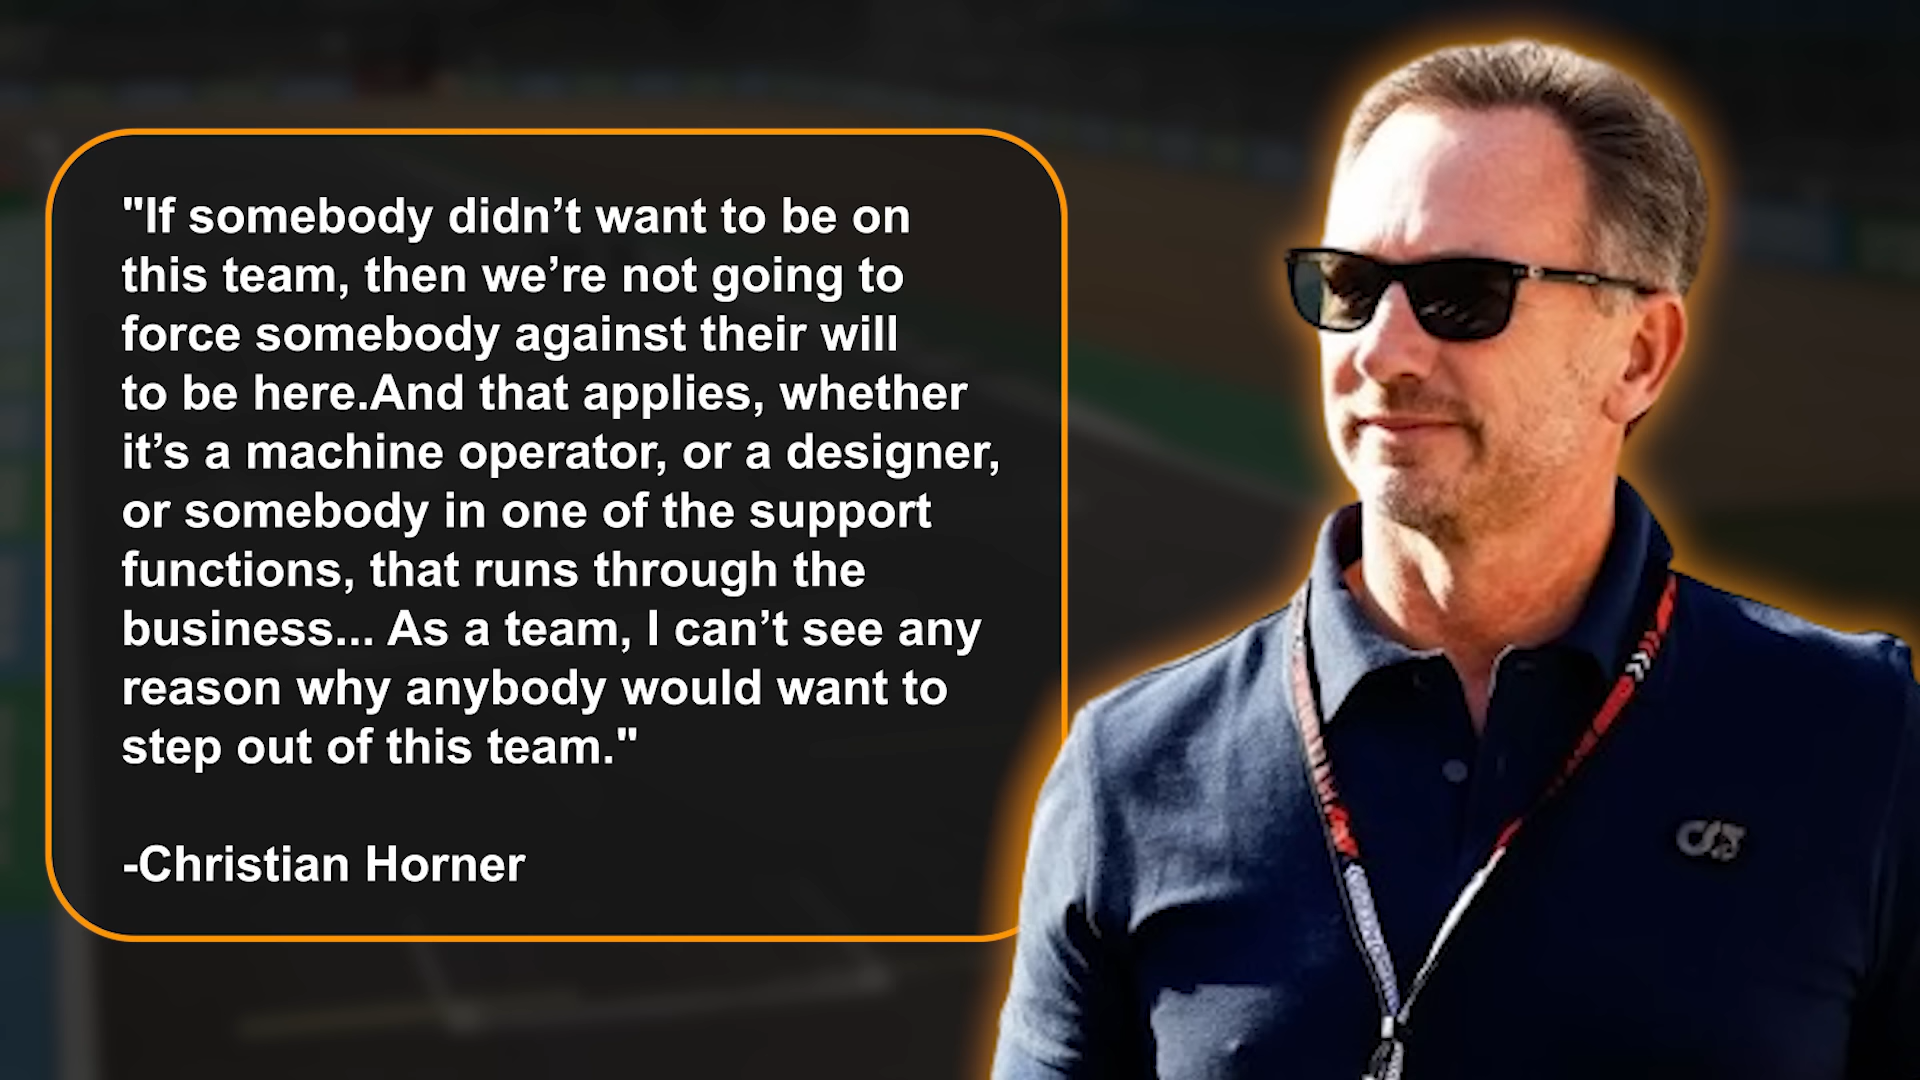 "If somebody didn’t want to be on
this team, then we’re not going to
force somebody against their will
to be here.And that applies, whether
it’s a machine operator, or a designer,
or somebody in one of the support
functions, that runs through the
business... As a team, I can’t see any
reason why anybody would want to
step out of this team."
-Christian Horner